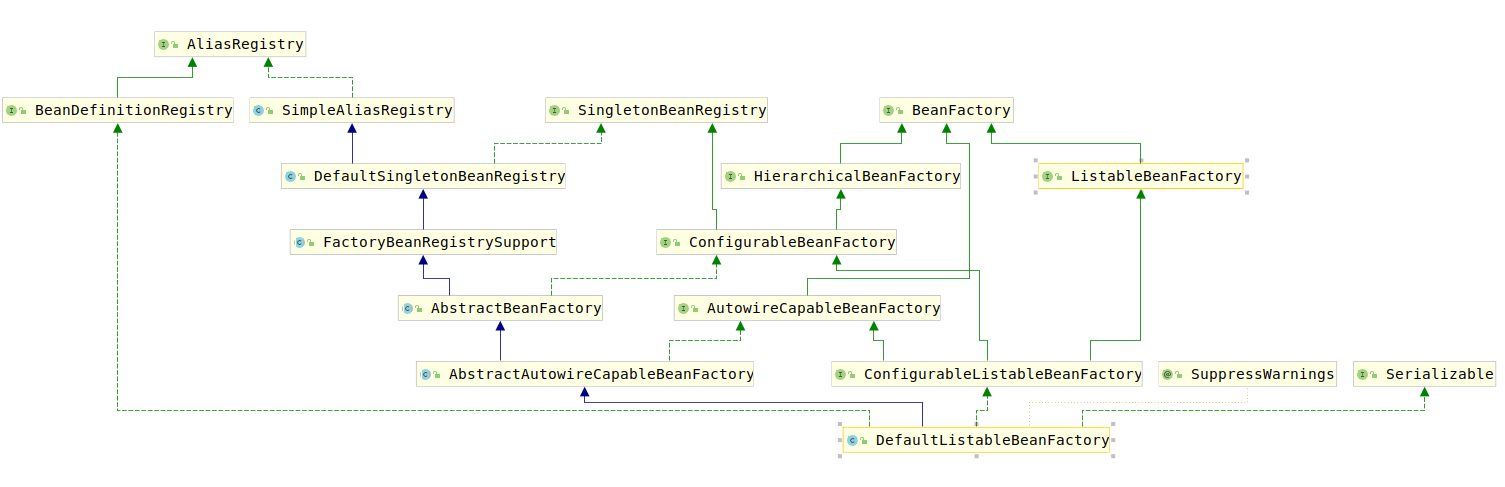 AliasRegistry
BeanDefinitionRegistry
SimpleAliasRegistry
SingletonBeanRegistry
BeanFactory
DefaultSingletonBeanRegistry
HierarchicalBeanFactory
ListableBeanFactory
FactoryBeanRegistrySupport
ConfigurableBeanFactory
AbstractBeanFactory
AutowireCapableBeanFactory
AbstractAutowireCapableBeanFactory
ConfigurableListableBeanFactory
SuppressWarnings
Serializable
DefaultListableBeanFactory